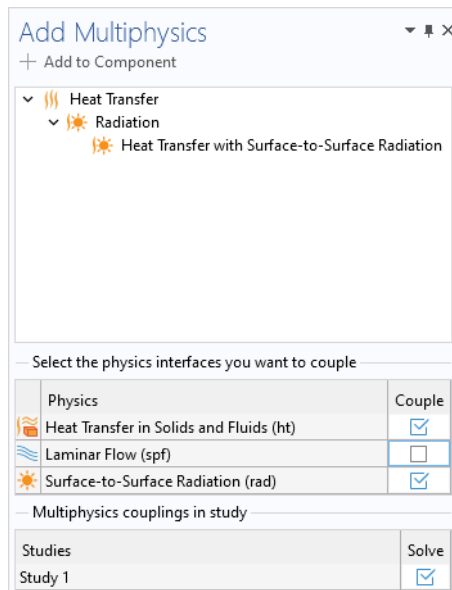 Add Multiphysics
Add to Component
Heat Transfer
Radiation
Heat Transfer with Surface-to-Surface Radiation
Select the physics interfaces you want to couple
Physics Couple
Heat Transfer in Solids and Fluids (ht)
Laminar Flow (spf)
Surface-to-Surface Radiation (rad)
Multiphysics couplings in study
Studies Solve
Study 1